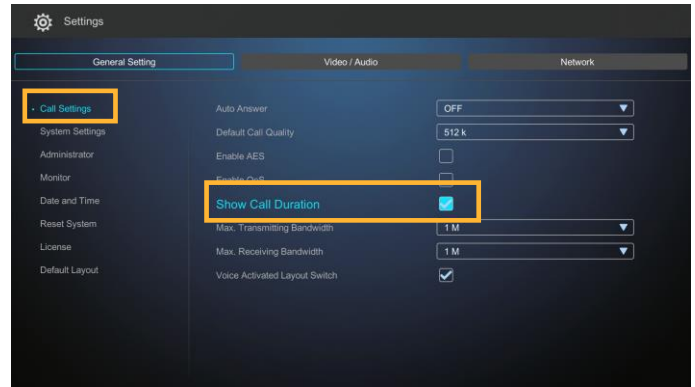 Settings
General Setting Video / Audio Network
Call Settings
System Settings
Administrator
Monitor
Date and Time
Reset System
License
Default Layout
Auto Answer OFF
Default Call Quality 512 k
Enable AES
Enable QoS
Show Call Duration
Max. Transmitting Bandwidth 1 M
Max. Receiving Bandwidth 1 M
Voice Activated Layout Switch